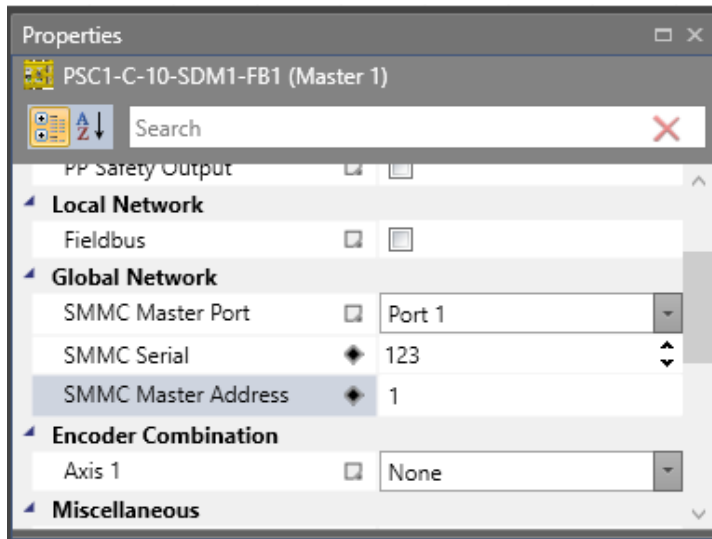 Properties
PSC1-C-10-SDM1-FB1 (Master 1)
A
Z
Search
PP Safety Output
Local Network
Fieldbus
Global Network
SMMC Master Port Port 1
SMMC Serial 123
SMMC Master Address 1
Encoder Combination
Axis 1 None
Miscellaneous